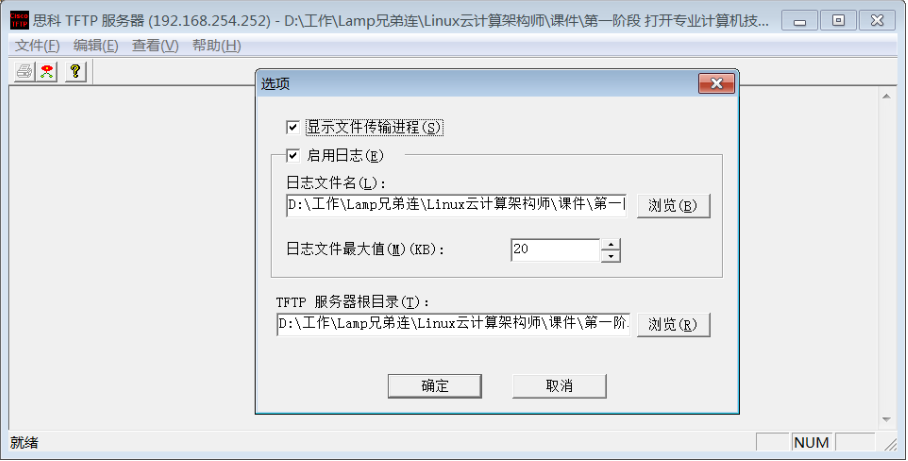 Cisco TFTP
思科 TFTP 服务器 (192.168.254.252) - D:\工作\Lamp兄弟连\Linux云计算架构师\课件\第一阶段 打开专业计算机技...
文件(F) 编辑(E) 查看(V) 帮助(H)
选项
显示文件传输进程(S)
启用日志(E)
日志文件名(L):
D:\工作\Lamp兄弟连\Linux云计算架构师\课件\第一 浏览(B)
日志文件最大值(M)(KB): 20
TFTP 服务器根目录(T):
D:\工作\Lamp兄弟连\Linux云计算架构师\课件\第一阶. 浏览(R)
确定 取消
就绪 NUM